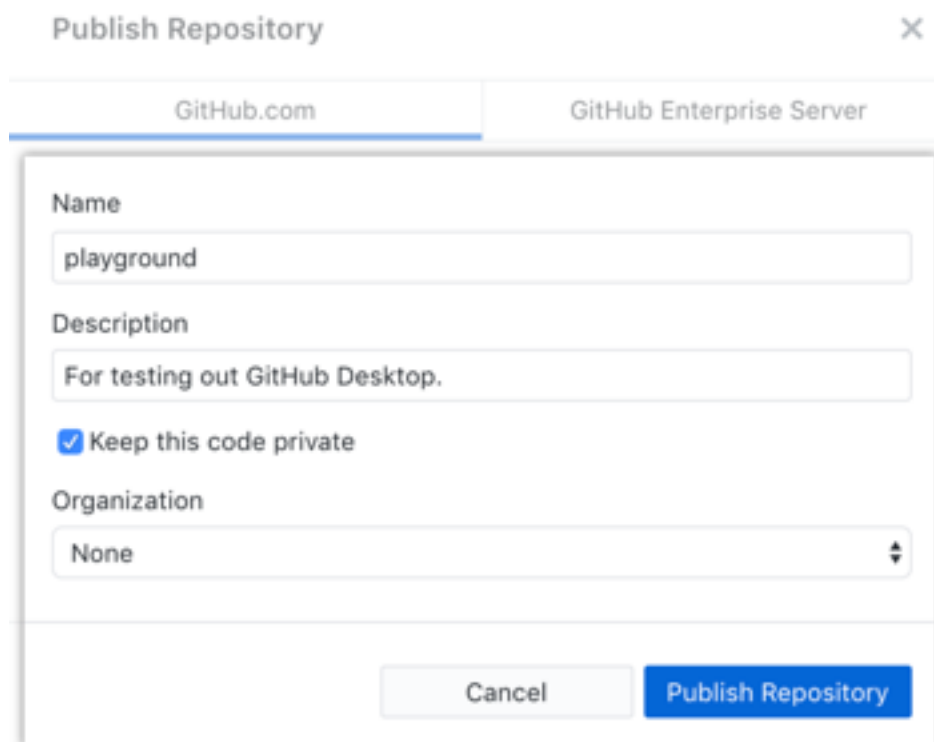 Publish Repository
GitHub.com GitHub Enterprise Server
Name
playground
Description
For testing out GitHub Desktop.
Keep this code private
Organization
None
Cancel Publish Repository